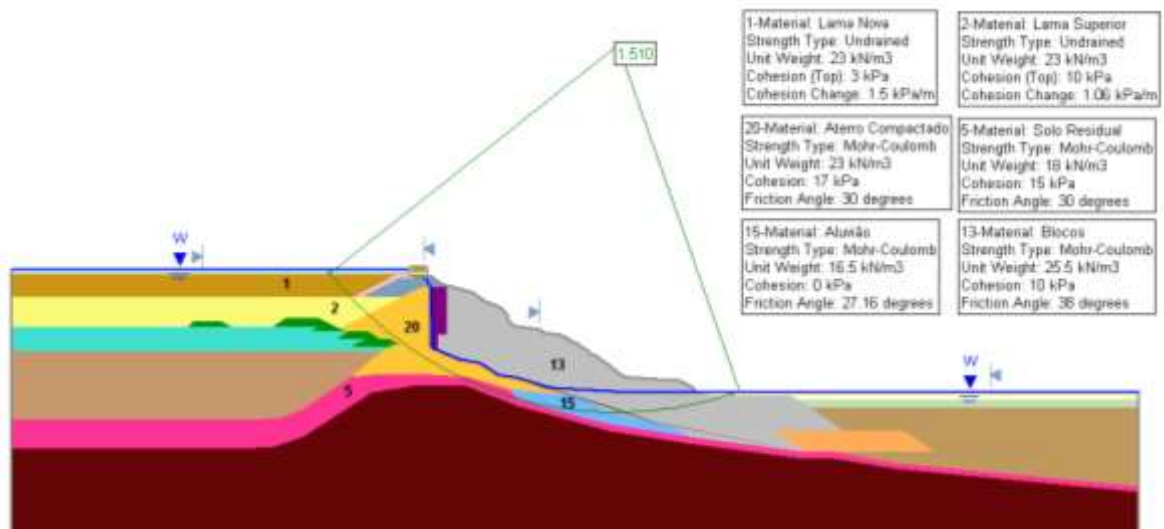 1.510
1-Material: Lama Nova
Strength Type: Undrained
Unit Weight: 23 kN/m3
Cohesion (Top): 3 kPa
Cohesion Change: 1.5 kPa/m
2-Material: Lama Superior
Strength Type: Undrained
Unit Weight: 23 kN/m3
Cohesion (Top): 10 kPa
Cohesion Change: 1.06 kPa/m
20-Material: Aterro Compactado
Strength Type: Mohr-Coulomb
Unit Weight: 23 kN/m3
Cohesion: 17 kPa
Friction Angle: 30 degrees
5-Material: Solo Residual
Strength Type: Mohr-Coulomb
Unit Weight: 18 kN/m3
Cohesion: 15 kPa
Friction Angle: 30 degrees
15-Material: Aluvião
Strength Type: Mohr-Coulomb
Unit Weight: 16.5 kN/m3
Cohesion: 0 kPa
Friction Angle: 27.16 degrees
13-Material: Blocos
Strength Type: Mohr-Coulomb
Unit Weight: 25.5 kN/m3
Cohesion: 10 kPa
Friction Angle: 38 degrees
W
1
2
20
13
5
15
W